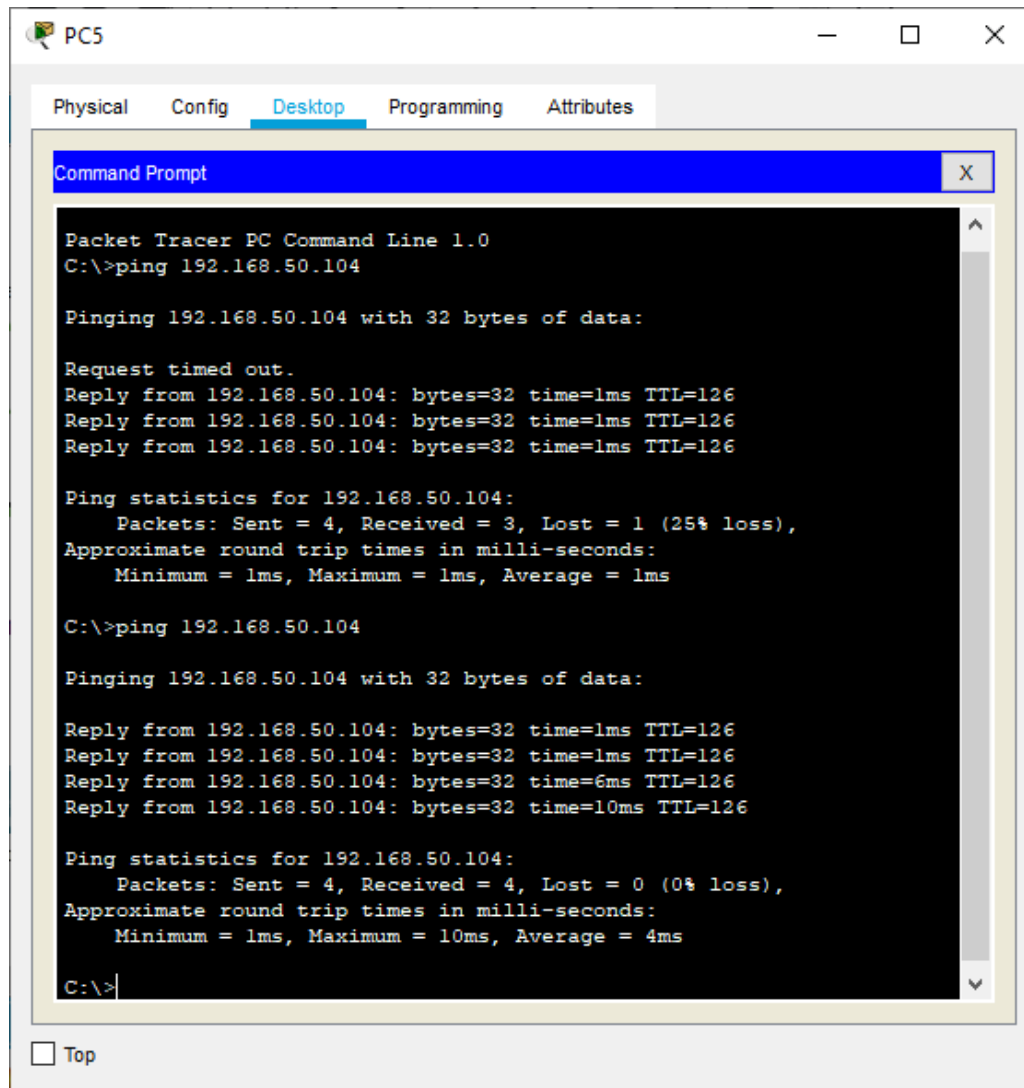 PC5
Physical Config Desktop Programming Attributes
Command Prompt X
Packet Tracer PC Command Line 1.0
C:\>ping 192.168.50.104
Pinging 192.168.50.104 with 32 bytes of data:
Request timed out.
Reply from 192.168.50.104: bytes=32 time=1ms TTL=126
Reply from 192.168.50.104: bytes=32 time=1ms TTL=126
Reply from 192.168.50.104: bytes=32 time=1ms TTL=126
Ping statistics for 192.168.50.104:
    Packets: Sent = 4, Received = 3, Lost = 1 (25% loss),
Approximate round trip times in milli-seconds:
    Minimum = 1ms, Maximum = 1ms, Average = 1ms
C:\>ping 192.168.50.104
Pinging 192.168.50.104 with 32 bytes of data:
Reply from 192.168.50.104: bytes=32 time=1ms TTL=126
Reply from 192.168.50.104: bytes=32 time=1ms TTL=126
Reply from 192.168.50.104: bytes=32 time=6ms TTL=126
Reply from 192.168.50.104: bytes=32 time=10ms TTL=126
Ping statistics for 192.168.50.104:
    Packets: Sent = 4, Received = 4, Lost = 0 (0% loss),
Approximate round trip times in milli-seconds:
    Minimum = 1ms, Maximum = 10ms, Average = 4ms
C:\>
Top